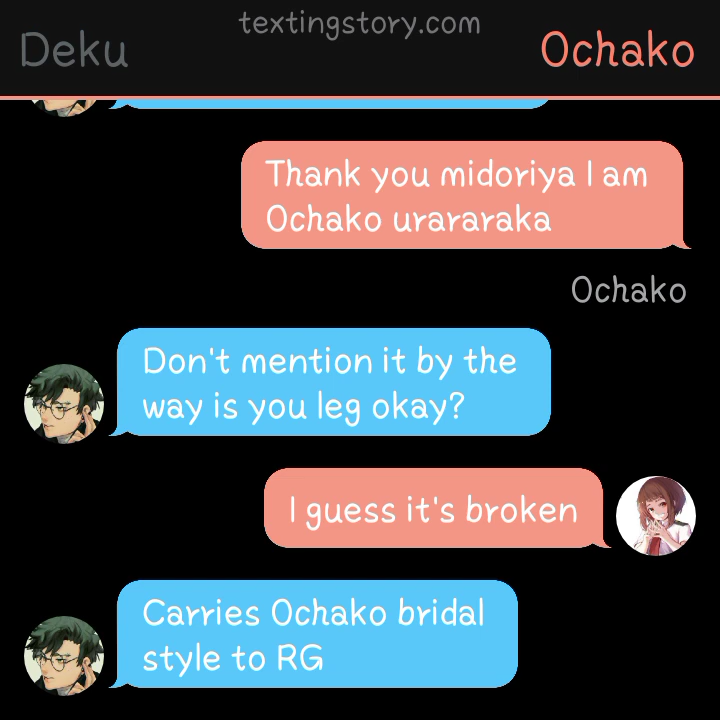 textingstory.com
Deku
Ochako
Thank you midoriya I am
Ochako urararaka
Ochako
Don't mention it by the
way is you leg okay?
I guess it's broken
Carries Ochako bridal
style to RG